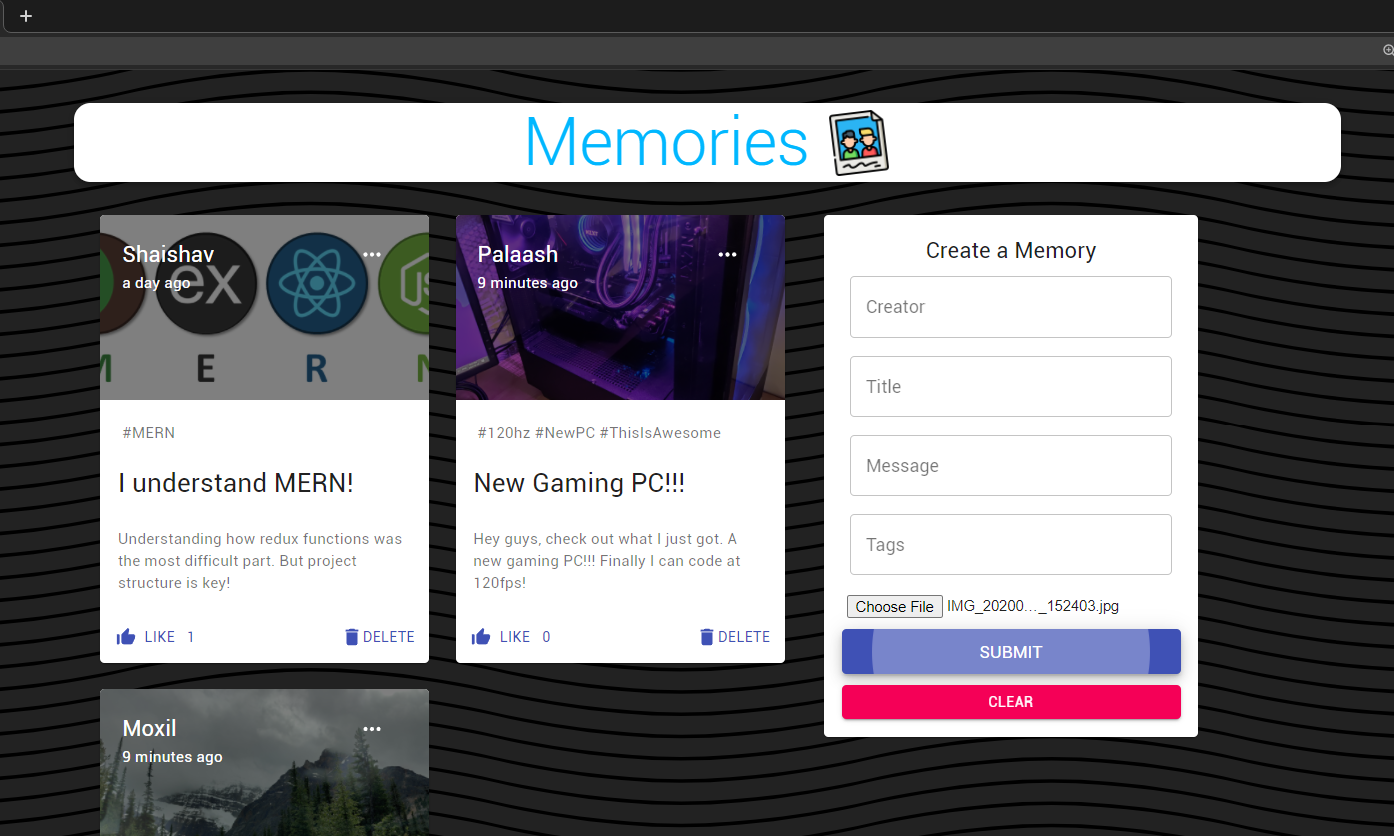 Memories
Shaishav
•••
a day ago
ex
JS
M E R N
#MERN
I understand MERN!
Understanding how redux functions was
the most difficult part. But project
structure is key!
LIKE 1
DELETE
Palaash
•••
9 minutes ago
#120hz #NewPC #ThisIsAwesome
New Gaming PC!!!
Hey guys, check out what I just got. A
new gaming PC!!! Finally I can code at
120fps!
LIKE 0
DELETE
Moxil
•••
9 minutes ago
Create a Memory
Creator
Title
Message
Tags
Choose File IMG_20200…_152403.jpg
SUBMIT
CLEAR